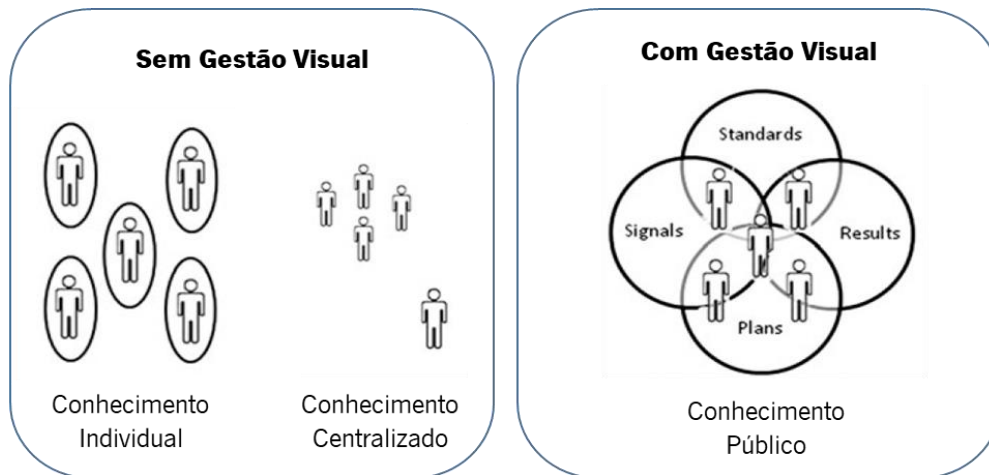 Sem Gestão Visual
Conhecimento
Individual
Conhecimento
Centralizado
Com Gestão Visual
Standards
Signals
Results
Plans
Conhecimento
Público